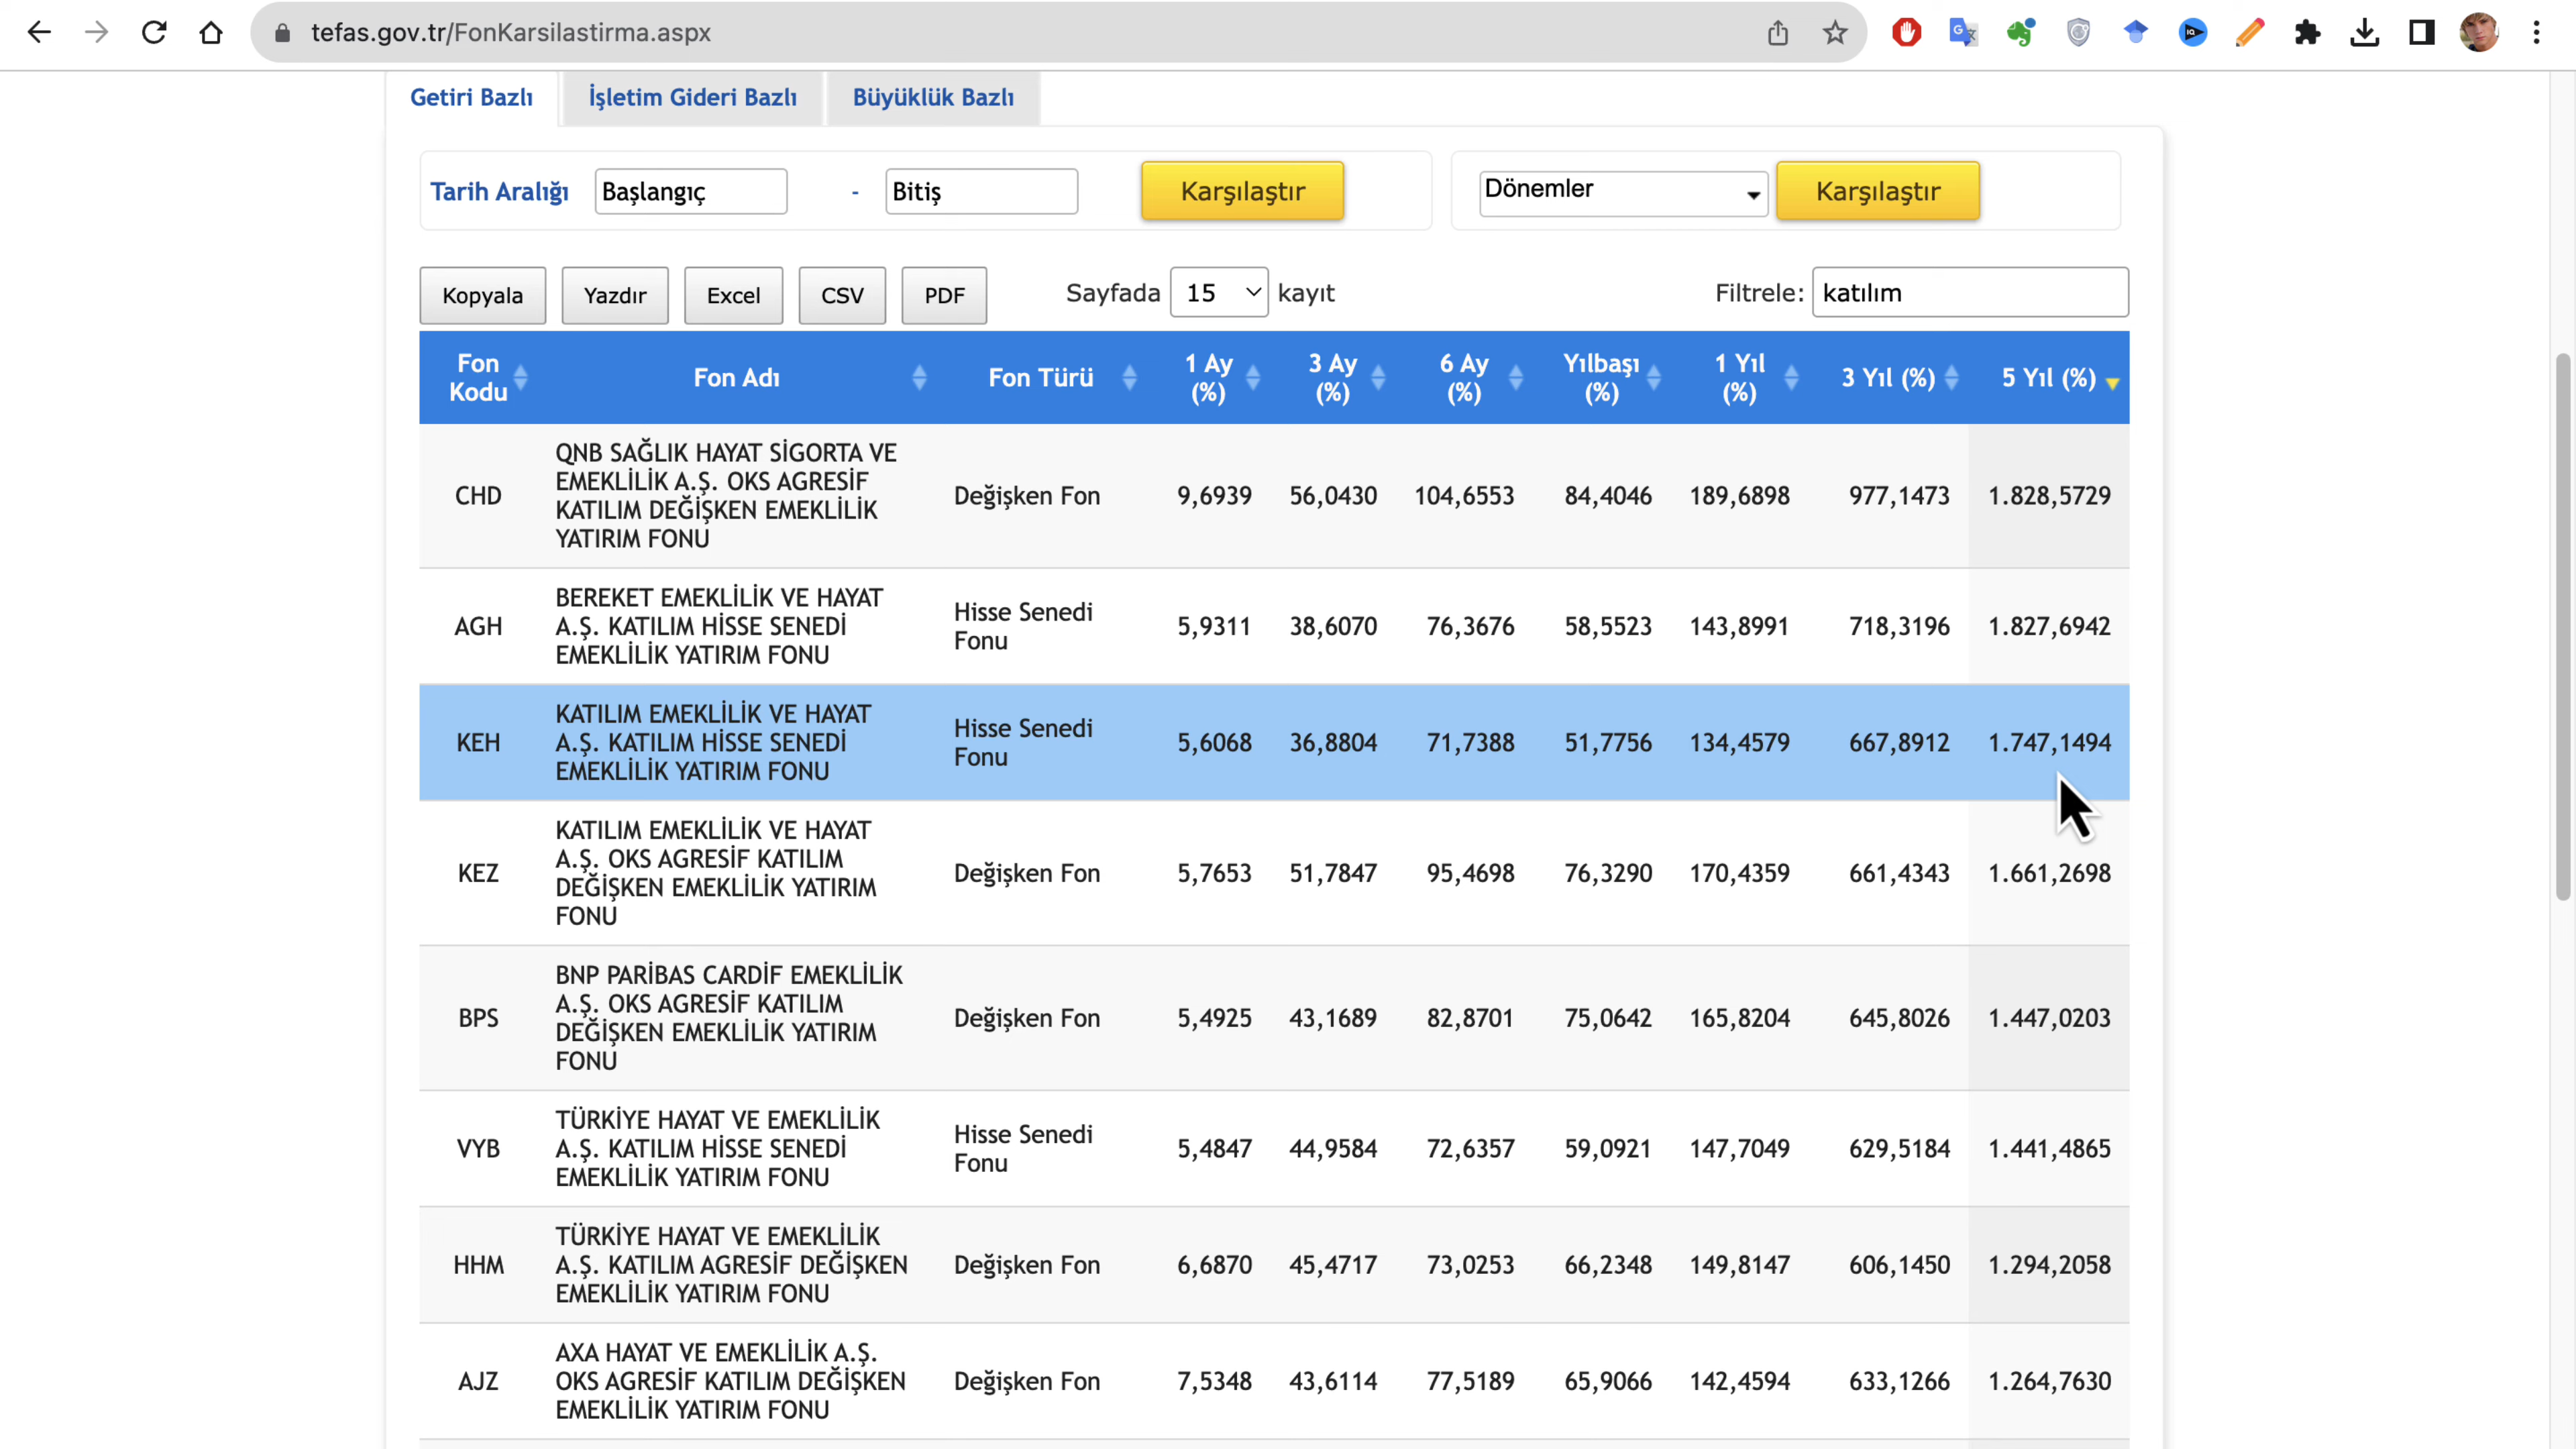 tefas.gov.tr/FonKarsilastirma.aspx
Getiri Bazlı
İşletim Gideri Bazlı
Büyüklük Bazlı
Tarih Aralığı
Başlangıç
-
Bitiş
Karşılaştır
Dönemler
Karşılaştır
Kopyala
Yazdır
Excel
CSV
PDF
Sayfada 15 kayıt
Filtrele: katılım
Fon
Kodu
Fon Adı
Fon Türü
1 Ay
(%)
3 Ay
(%)
6 Ay
(%)
Yılbaşı
(%)
1 Yıl
(%)
3 Yıl (%)
5 Yıl (%)
CHD
QNB SAĞLIK HAYAT SİGORTA VE
EMEKLİLİK A.Ş. OKS AGRESİF
KATILIM DEĞİŞKEN EMEKLİLİK
YATIRIM FONU
Değişken Fon
9,6939 56,0430 104,6553 84,4046 189,6898 977,1473 1.828,5729
AGH
BEREKET EMEKLİLİK VE HAYAT
A.Ş. KATILIM HİSSE SENEDİ
EMEKLİLİK YATIRIM FONU
Hisse Senedi
Fonu
5,9311 38,6070 76,3676 58,5523 143,8991 718,3196 1.827,6942
KEH
KATILIM EMEKLİLİK VE HAYAT
A.Ş. KATILIM HİSSE SENEDİ
EMEKLİLİK YATIRIM FONU
Hisse Senedi
Fonu
5,6068 36,8804 71,7388 51,7756 134,4579 667,8912 1.747,1494
KEZ
KATILIM EMEKLİLİK VE HAYAT
A.Ş. OKS AGRESİF KATILIM
DEĞİŞKEN EMEKLİLİK YATIRIM
FONU
Değişken Fon
5,7653 51,7847 95,4698 76,3290 170,4359 661,4343 1.661,2698
BPS
BNP PARİBAS CARDİF EMEKLİLİK
A.Ş. OKS AGRESİF KATILIM
DEĞİŞKEN EMEKLİLİK YATIRIM
FONU
Değişken Fon
5,4925 43,1689 82,8701 75,0642 165,8204 645,8026 1.447,0203
VYB
TÜRKİYE HAYAT VE EMEKLİLİK
A.Ş. KATILIM HİSSE SENEDİ
EMEKLİLİK YATIRIM FONU
Hisse Senedi
Fonu
5,4847 44,9584 72,6357 59,0921 147,7049 629,5184 1.441,4865
HHM
TÜRKİYE HAYAT VE EMEKLİLİK
A.Ş. KATILIM AGRESİF DEĞİŞKEN
EMEKLİLİK YATIRIM FONU
Değişken Fon
6,6870 45,4717 73,0253 66,2348 149,8147 606,1450 1.294,2058
AJZ
AXA HAYAT VE EMEKLİLİK A.Ş.
OKS AGRESİF KATILIM DEĞİŞKEN
EMEKLİLİK YATIRIM FONU
Değişken Fon
7,5348 43,6114 77,5189 65,9066 142,4594 633,1266 1.264,7630